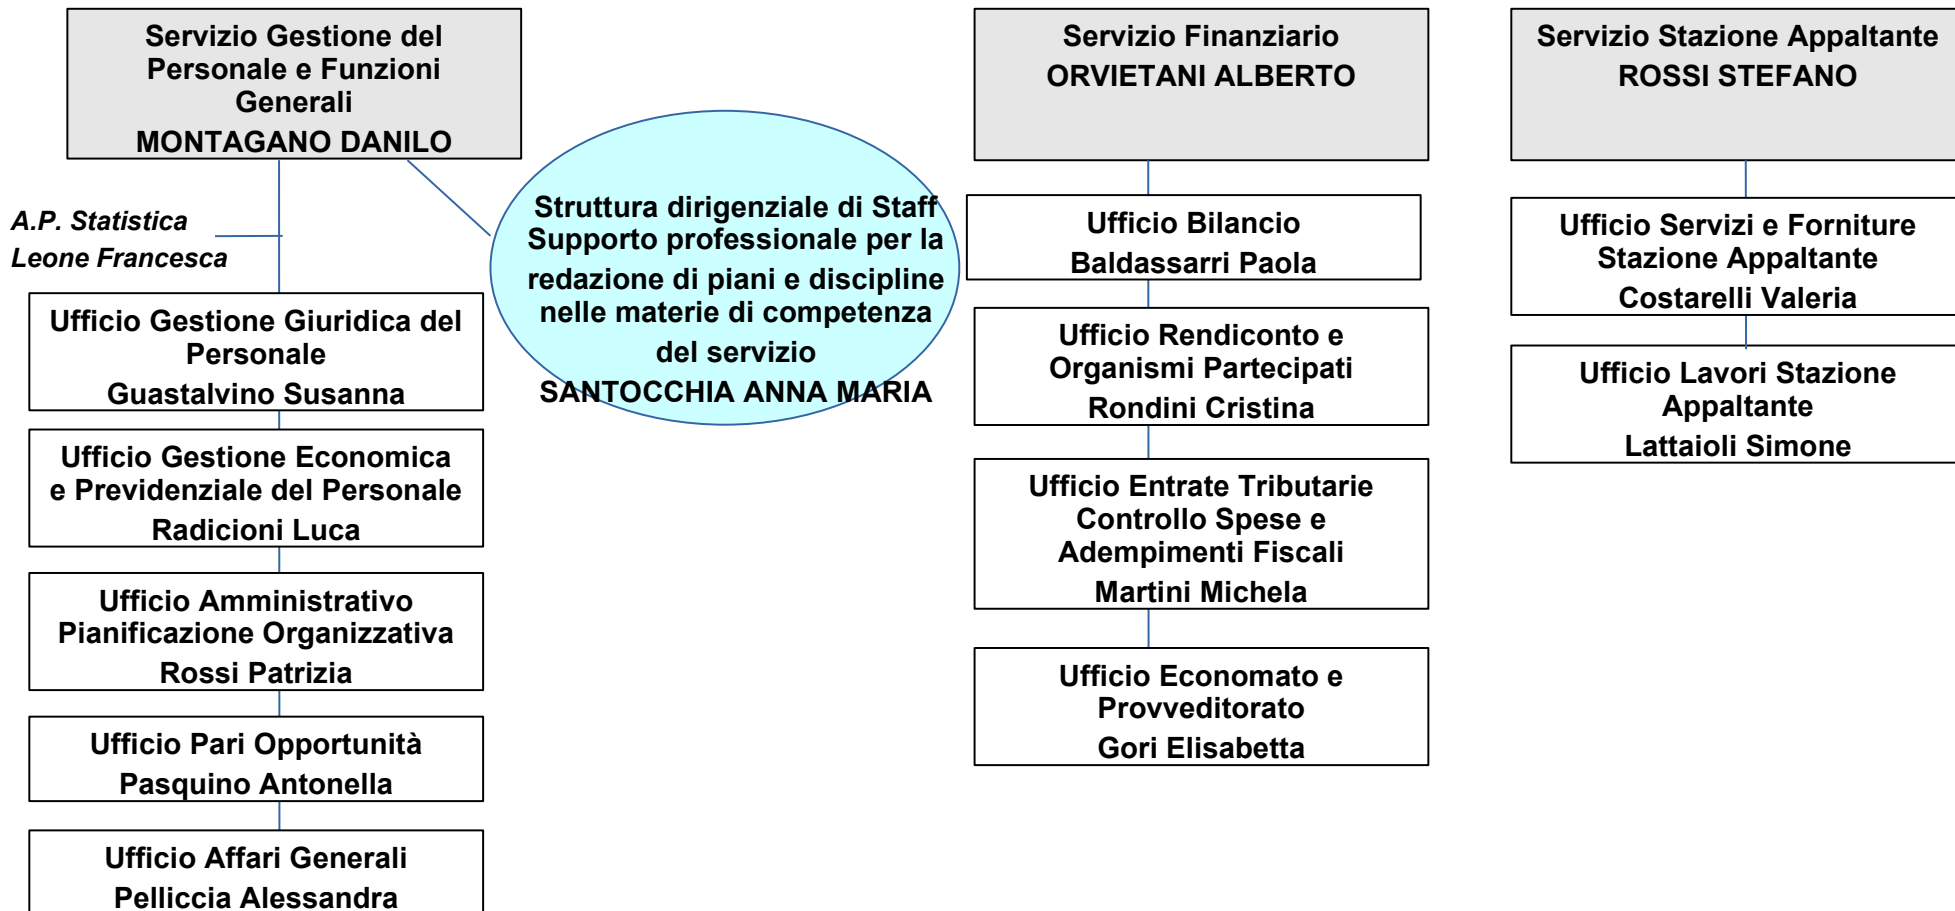 Servizio Gestione del
Personale e Funzioni
Generali
MONTAGANO DANILO
A.P. Statistica
Leone Francesca
Struttura dirigenziale di Staff
Supporto professionale per la
redazione di piani e discipline
nelle materie di competenza
del servizio
SANTOCCHIA ANNA MARIA
Ufficio Gestione Giuridica del
Personale
Guastalvino Susanna
Ufficio Gestione Economica
e Previdenziale del Personale
Radicioni Luca
Ufficio Amministrativo
Pianificazione Organizzativa
Rossi Patrizia
Ufficio Pari Opportunità
Pasquino Antonella
Ufficio Affari Generali
Pelliccia Alessandra
Servizio Finanziario
ORVIETANI ALBERTO
Ufficio Bilancio
Baldassarri Paola
Ufficio Rendiconto e
Organismi Partecipati
Rondini Cristina
Ufficio Entrate Tributarie
Controllo Spese e
Adempimenti Fiscali
Martini Michela
Ufficio Economato e
Provveditorato
Gori Elisabetta
Servizio Stazione Appaltante
ROSSI STEFANO
Ufficio Servizi e Forniture
Stazione Appaltante
Costarelli Valeria
Ufficio Lavori Stazione
Appaltante
Lattaioli Simone